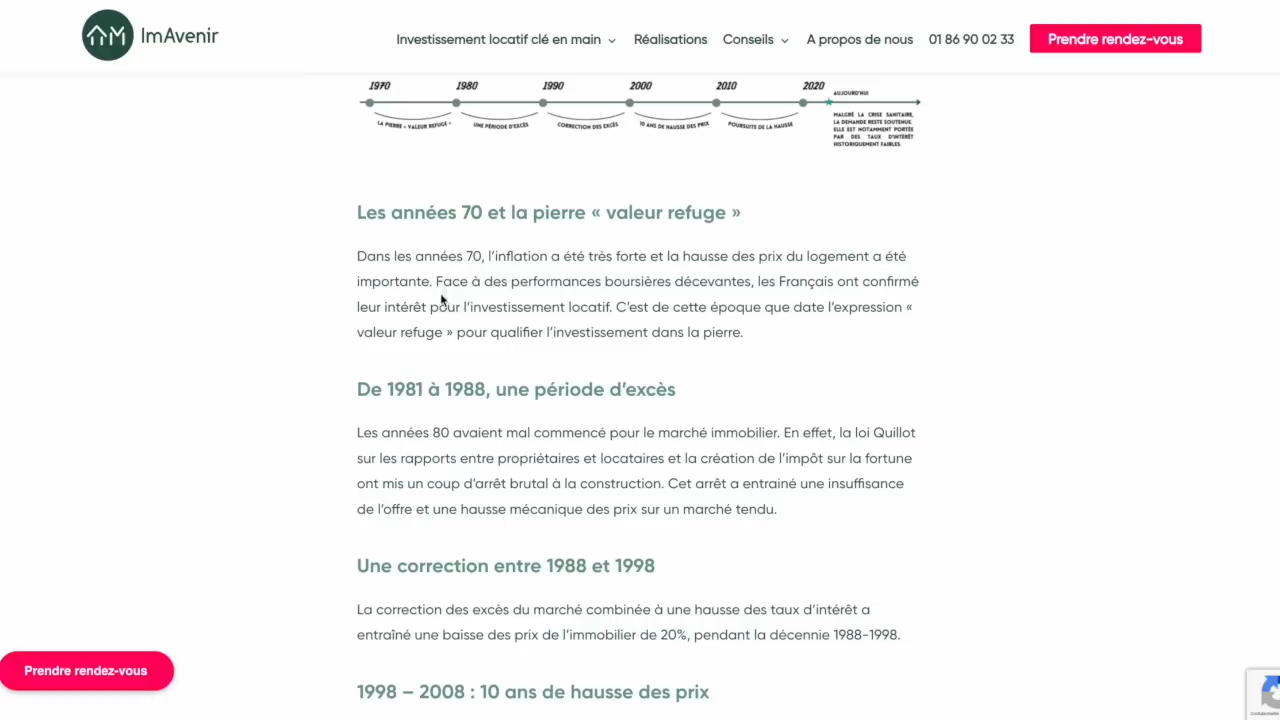 ImAvenir
Investissement locatif clé en main
Réalisations
Conseils
A propos de nous
01 86 90 02 33
Prendre rendez-vous
1970
1980
1990
2000
2010
2020
AUJOURD'HUI
LA PIERRE « VALEUR REFUGE »
UNE PÉRIODE D'EXCÈS
CORRECTION DES EXCÈS
10 ANS DE HAUSSE DES PRIX
POURSUITE DE LA HAUSSE
MALGRÉ LA CRISE SANITAIRE,
LA DEMANDE RESTE SOUTENUE.
ELLE EST NOTAMMENT PORTÉE
PAR DES TAUX D'INTÉRÊT
HISTORIQUEMENT FAIBLES.
Les années 70 et la pierre « valeur refuge »
Dans les années 70, l'inflation a été très forte et la hausse des prix du logement a été
importante. Face à des performances boursières décevantes, les Français ont confirmé
leur intérêt pour l'investissement locatif. C'est de cette époque que date l'expression «
valeur refuge » pour qualifier l'investissement dans la pierre.
De 1981 à 1988, une période d'excès
Les années 80 avaient mal commencé pour le marché immobilier. En effet, la loi Quillot
sur les rapports entre propriétaires et locataires et la création de l'impôt sur la fortune
ont mis un coup d'arrêt brutal à la construction. Cet arrêt a entrainé une insuffisance
de l'offre et une hausse mécanique des prix sur un marché tendu.
Une correction entre 1988 et 1998
La correction des excès du marché combinée à une hausse des taux d'intérêt a
entraîné une baisse des prix de l'immobilier de 20%, pendant la décennie 1988-1998.
Prendre rendez-vous
1998 – 2008 : 10 ans de hausse des prix